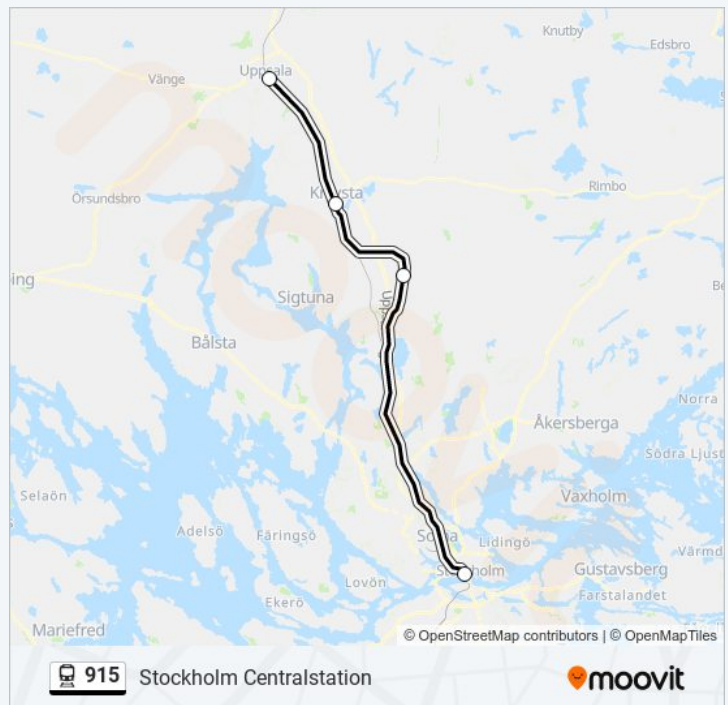 Knutby
Edsbro
Uppsala
Vänge
Rimbo
Örsundsbro
Sigtuna
Bålsta
Norra
Åkersberga
Södra Ljust
Selaön
Vaxholm
Adelsö
Färingsö
Lidingö
Värmd
Lovön
Gustavsberg
Ekerö
Farstalandet
Mariefred
© OpenStreetMap contributors | © OpenMapTiles
915 Stockholm Centralstation
moovit